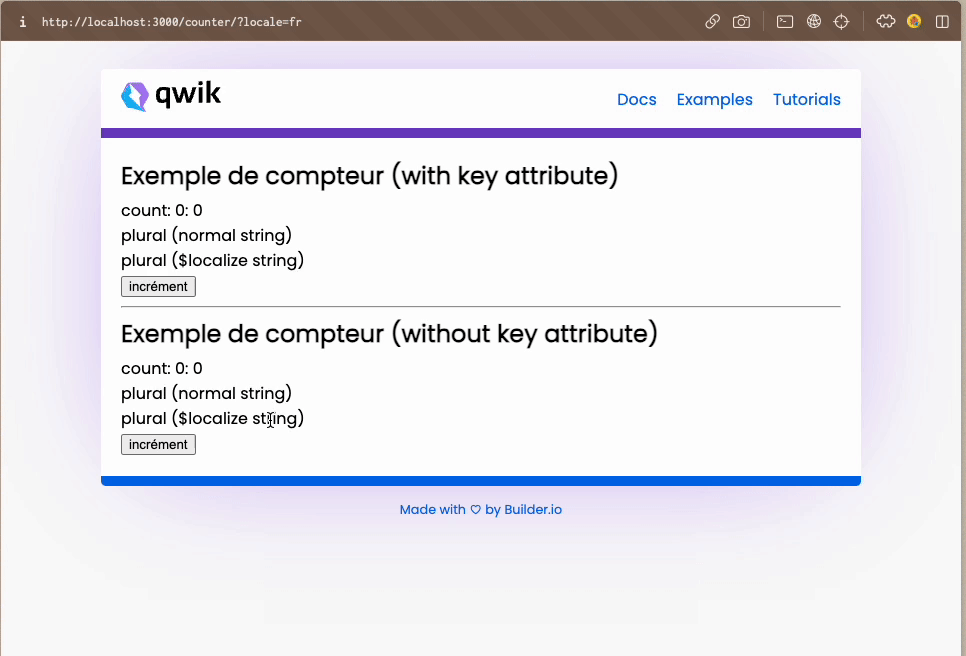 http://localhost:3000/counter/?locale=fr
qwik
Docs Examples Tutorials
Exemple de compteur (with key attribute)
count: 0: 0
plural (normal string)
plural ($localize string)
incrément
Exemple de compteur (without key attribute)
count: 0: 0
plural (normal string)
plural ($localize string)
incrément
Made with ♡ by Builder.io